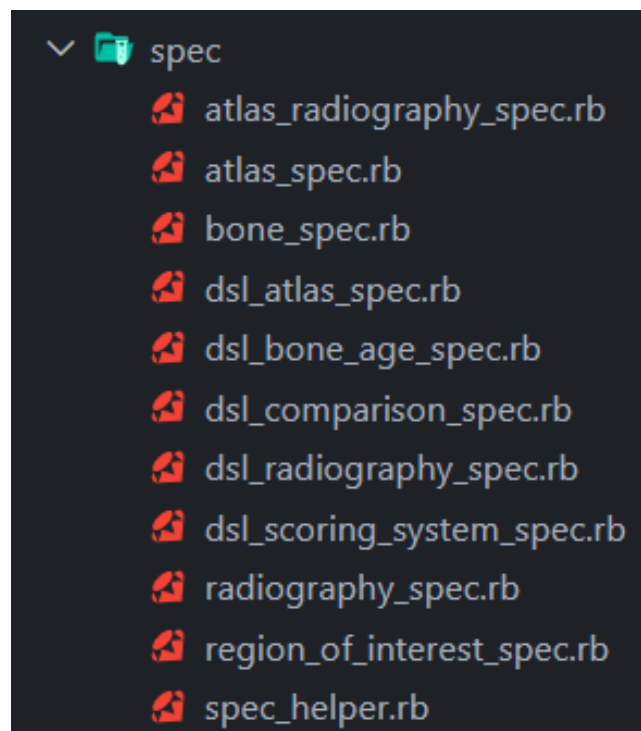 spec
atlas_radiography_spec.rb
atlas_spec.rb
bone_spec.rb
dsl_atlas_spec.rb
dsl_bone_age_spec.rb
dsl_comparison_spec.rb
dsl_radiography_spec.rb
dsl_scoring_system_spec.rb
radiography_spec.rb
region_of_interest_spec.rb
spec_helper.rb